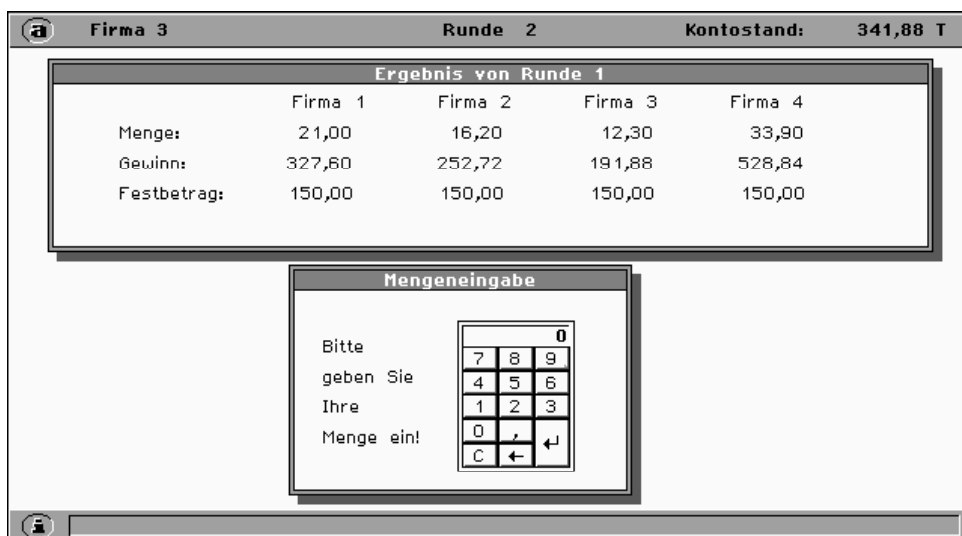 a Firma 3 Runde 2 Kontostand: 341,88 T
Ergebnis von Runde 1
Firma 1 Firma 2 Firma 3 Firma 4
Menge: 21,00 16,20 12,30 33,90
Gewinn: 327,60 252,72 191,88 528,84
Festbetrag: 150,00 150,00 150,00 150,00
Mengeneingabe
0
Bitte
7 8 9
geben Sie
4 5 6
Ihre
1 2 3
Menge ein!
0 , ↵
C ←
i